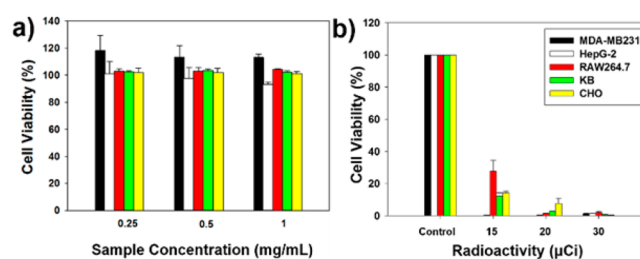 a)
140
120
100
80
60
40
20
0
Cell Viability (%)
0.25 0.5 1
Sample Concentration (mg/mL)
b)
120
100
80
60
40
20
0
Cell Viability (%)
MDA-MB231
HepG-2
RAW264.7
KB
CHO
Control 15 20 30
Radioactivity (µCi)